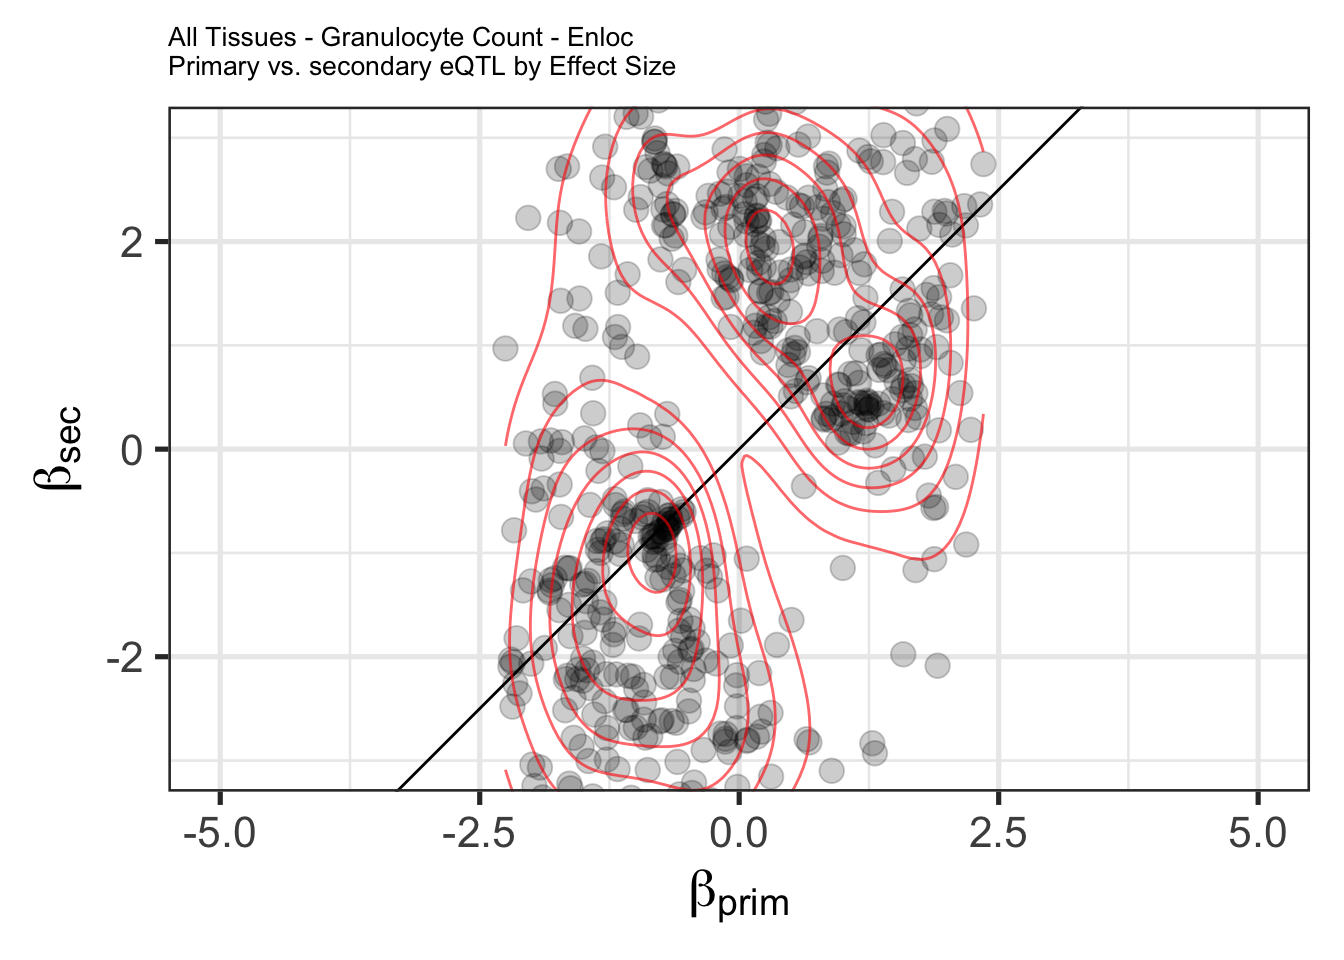 All Tissues - Granulocyte Count - Enloc
Primary vs. secondary eQTL by Effect Size
βsec
2
0
-2
-5.0 -2.5 0.0 2.5 5.0
βprim